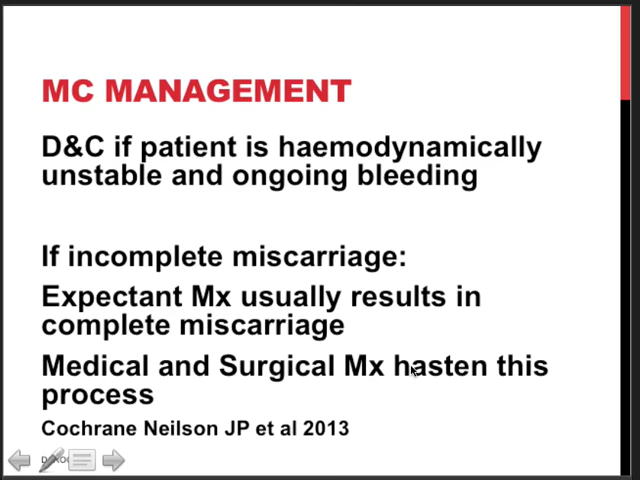 MC MANAGEMENT
D&C if patient is haemodynamically
unstable and ongoing bleeding
If incomplete miscarriage:
Expectant Mx usually results in
complete miscarriage
Medical and Surgical Mx hasten this
process
Cochrane Neilson JP et al 2013